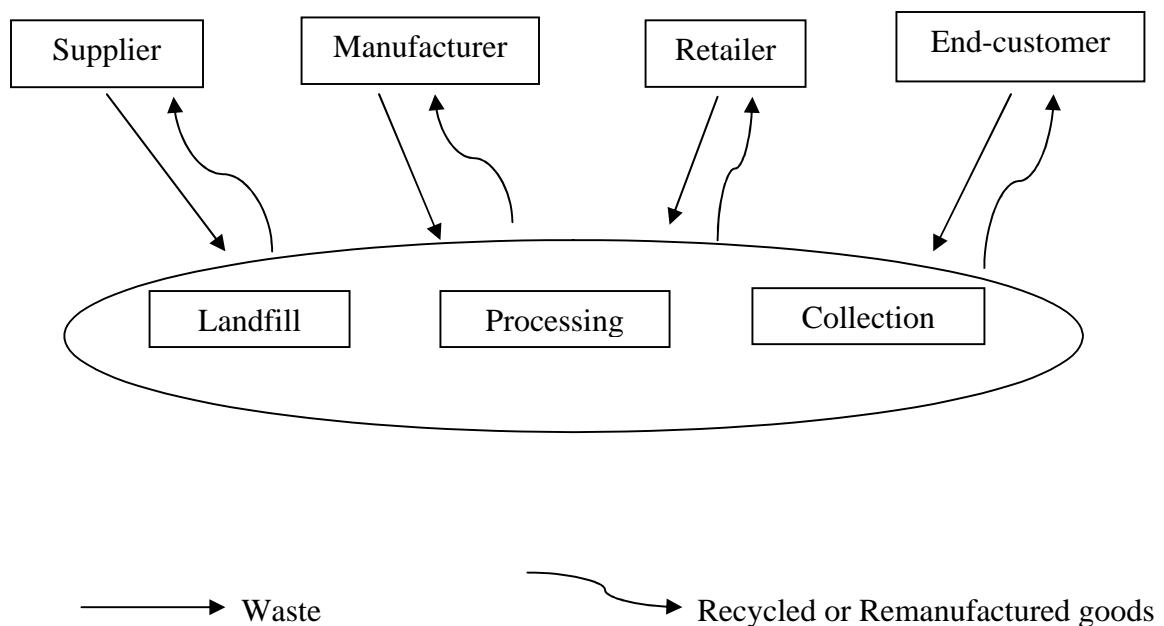 Supplier
Manufacturer
Retailer
End-customer
Landfill
Processing
Collection
Waste
Recycled or Remanufactured goods